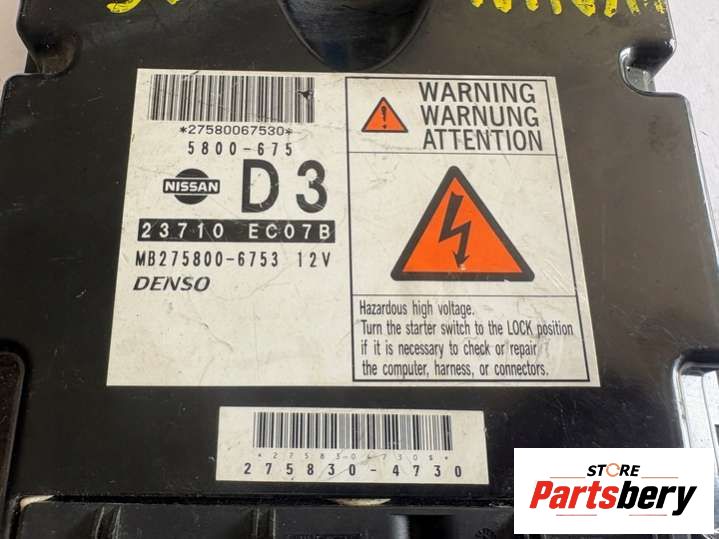 *27580067530*
5800-675
NISSAN
D3
23710 EC07B
MB275800-6753 12V
DENSO
WARNING
WARNUNG
ATTENTION
Hazardous high voltage.
Turn the starter switch to the LOCK position
if it is necessary to check or repair
the computer, harness, or connectors.
275830-4730
STORE
Partsbery